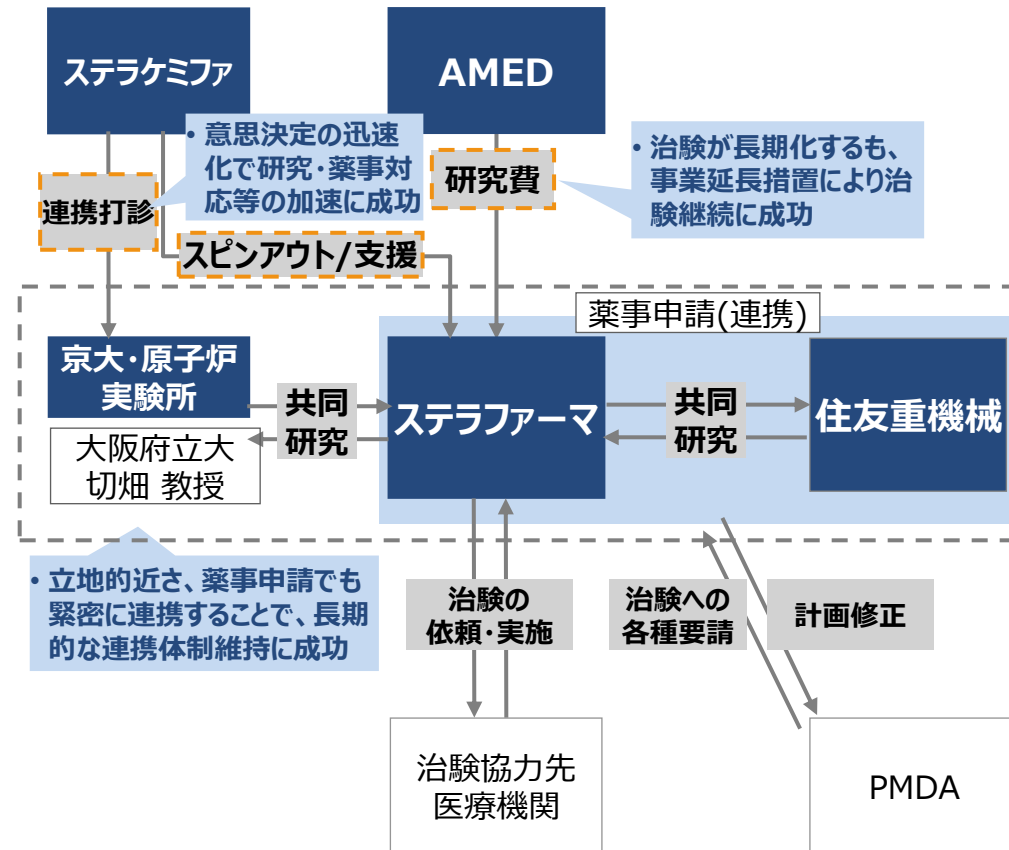 ステラケミファ
AMED
• 意思決定の迅速
化で研究・薬事対
応等の加速に成功
• 治験が長期化するも、
事業延長措置により治
験継続に成功
連携打診
研究費
スピンアウト/支援
薬事申請(連携)
京大・原子炉
実験所
共同
研究
ステラファーマ
共同
研究
住友重機械
大阪府立大
切畑 教授
• 立地的近さ、薬事申請でも
緊密に連携することで、長期
的な連携体制維持に成功
治験の
依頼・実施
治験への
各種要請
計画修正
治験協力先
医療機関
PMDA